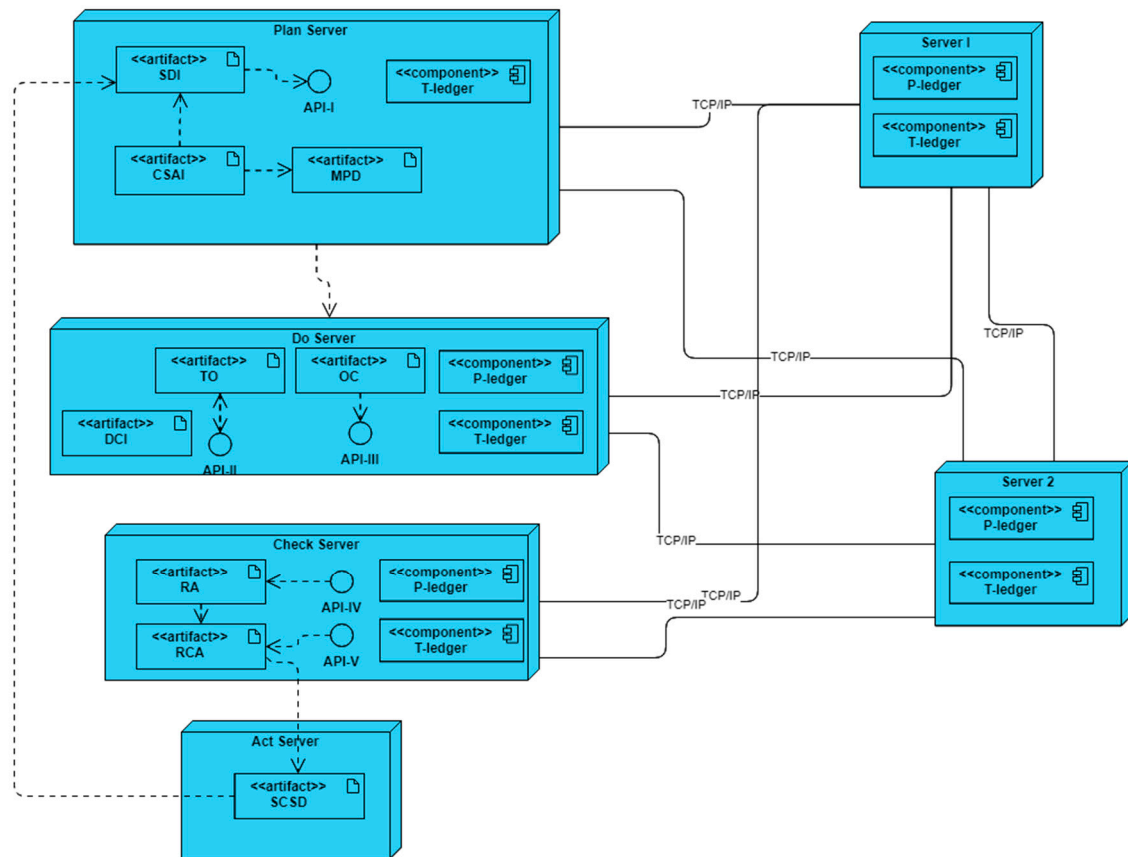 Plan Server
<<artifact>>
SDI
API-I
<<component>>
T-ledger
<<artifact>>
CSAI
<<artifact>>
MPD
Server I
<<component>>
P-ledger
<<component>>
T-ledger
TCP/IP
TCP/IP
TCP/IP
TCP/IP
Do Server
<<artifact>>
TO
<<artifact>>
OC
<<component>>
P-ledger
<<artifact>>
DCI
API-II
API-III
<<component>>
T-ledger
Server 2
<<component>>
P-ledger
<<component>>
T-ledger
TCP/IP
Check Server
<<artifact>>
RA
API-IV
<<component>>
P-ledger
<<artifact>>
RCA
API-V
<<component>>
T-ledger
TCP/IP
TCP/IP
Act Server
<<artifact>>
SCSD